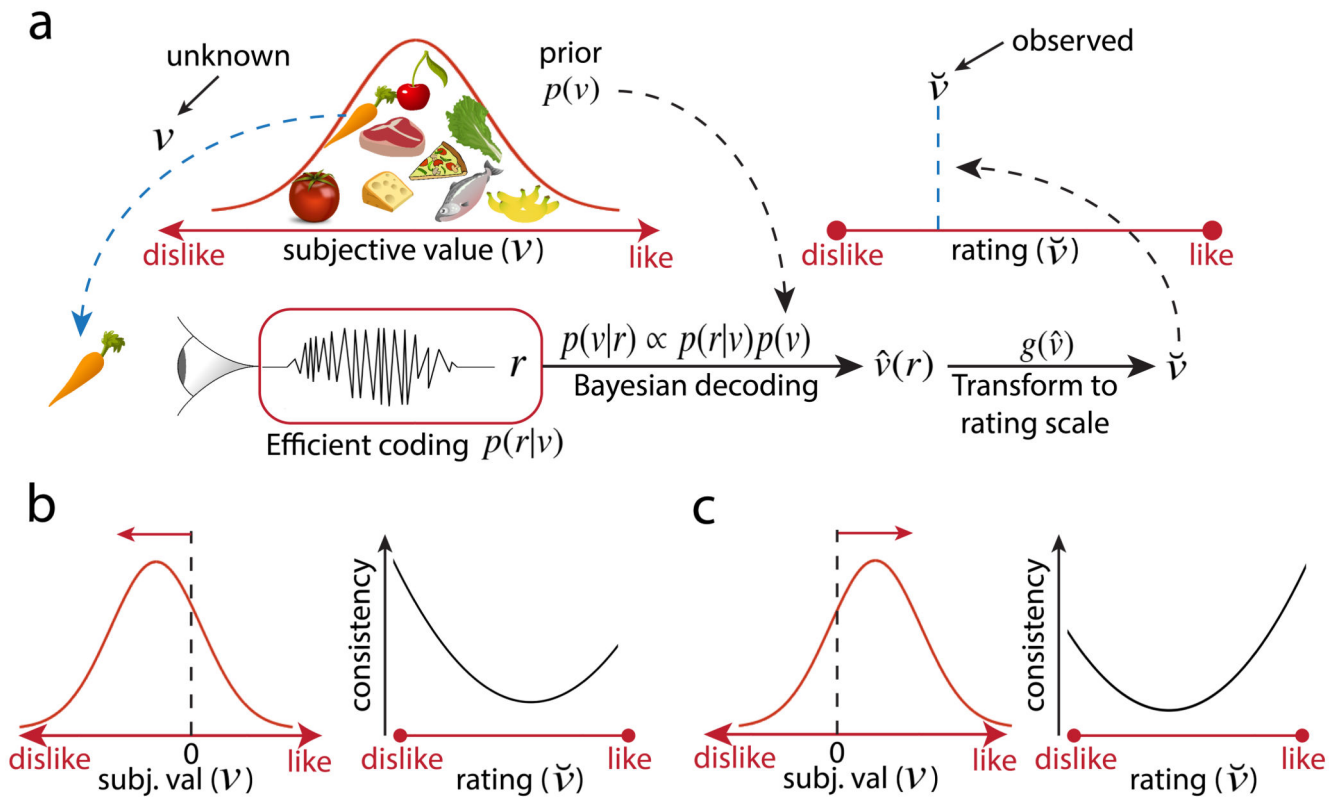 a
unknown
v
prior
p(v)
observed
v̆
dislike
subjective value (v)
like
dislike
rating (v̆)
like
r
p(v|r) ∝ p(r|v)p(v)
Bayesian decoding
v̂(r)
g(v̂)
Transform to
rating scale
v̆
Efficient coding p(r|v)
b
consistency
0
dislike
like
subj. val (v)
dislike
like
rating (v̆)
c
consistency
0
dislike
like
subj. val (v)
dislike
like
rating (v̆)